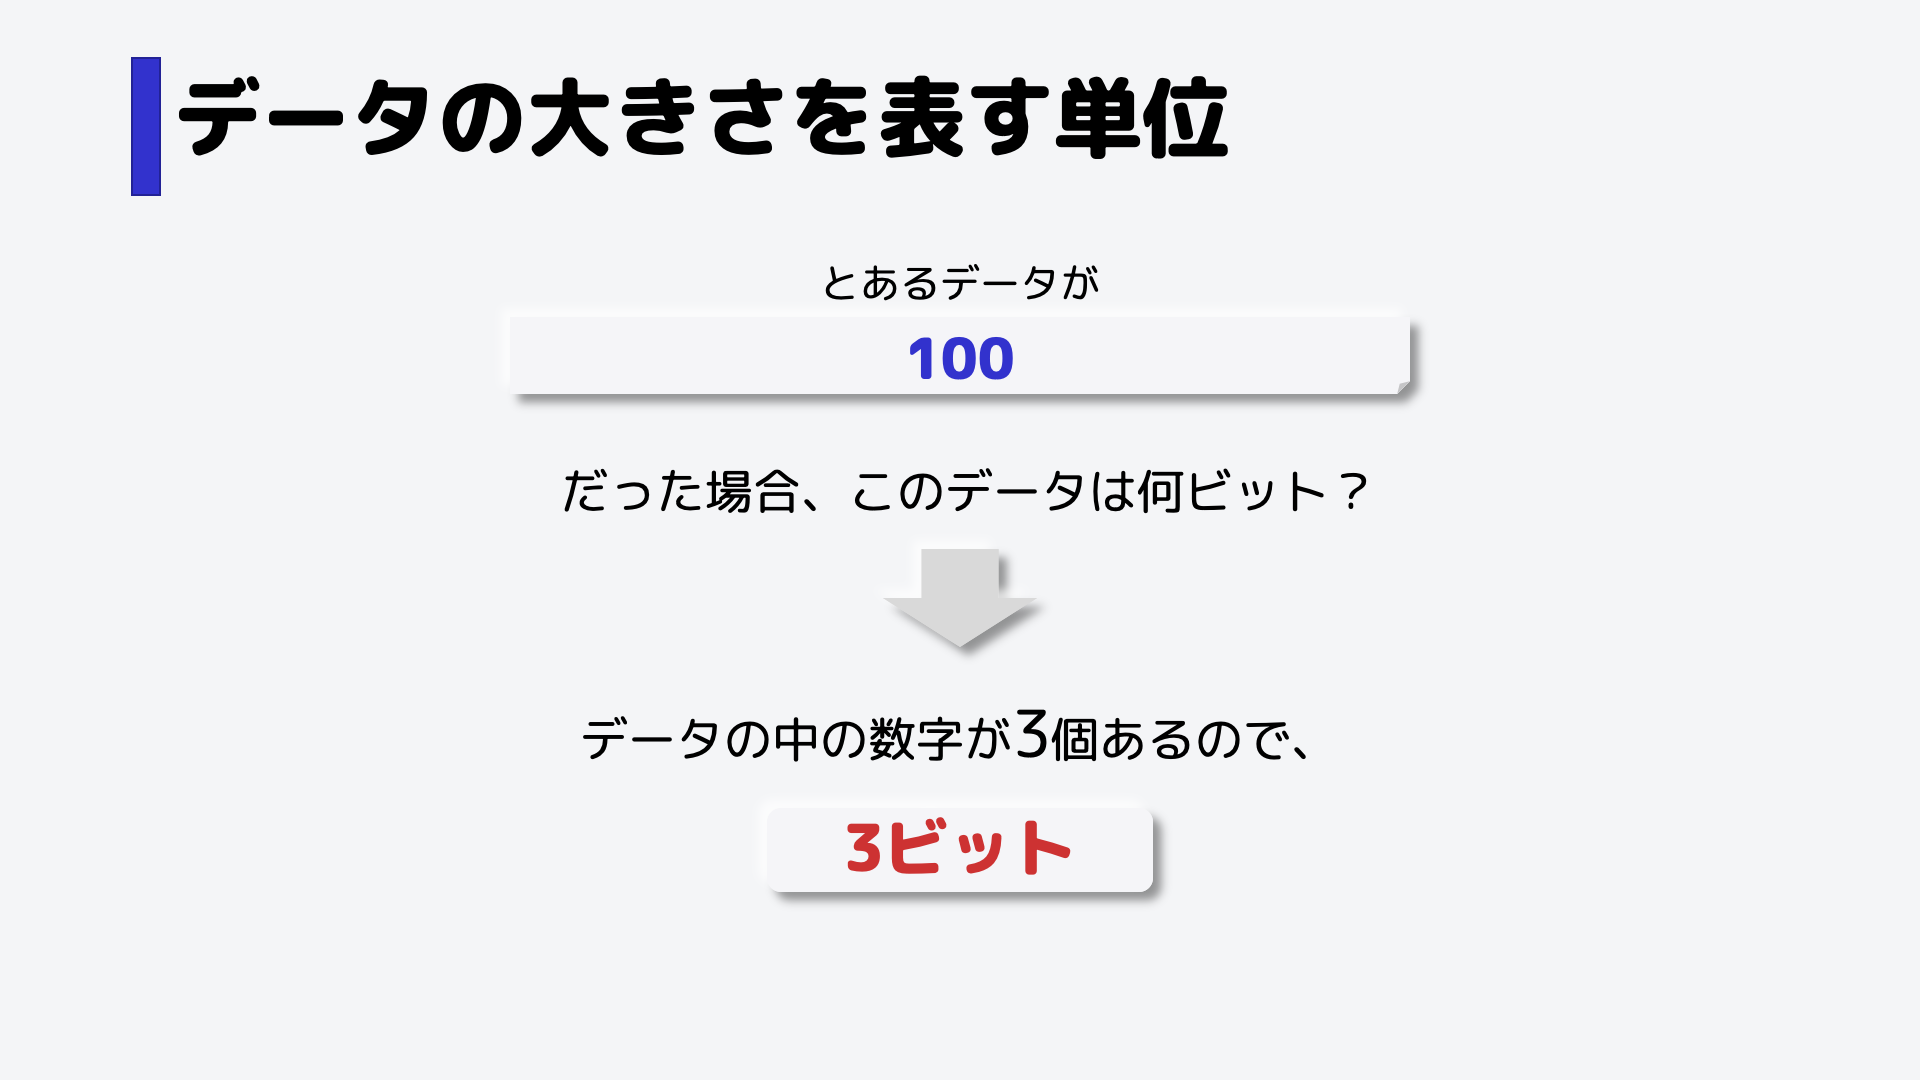 データの大きさを表す単位
とあるデータが
100
だった場合、このデータは何ビット？
データの中の数字が3個あるので、
3ビット